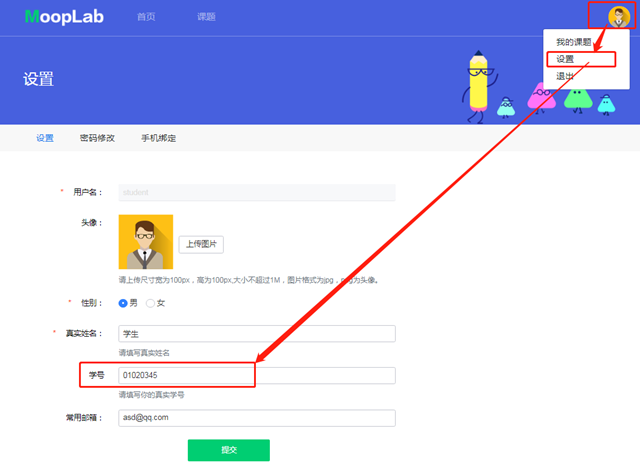 MoopLab 首页 课题
我的课题
设置
退出
设置
设置 密码修改 手机绑定
* 用户名： student
头像：
上传图片
请上传尺寸宽为100px，高为100px,大小不超过1M，图片格式为jpg，png为头像。
* 性别： 男 女
* 真实姓名： 学生
请填写真实姓名
学号 01020345
请填写你的真实学号
常用邮箱： asd@qq.com
提交